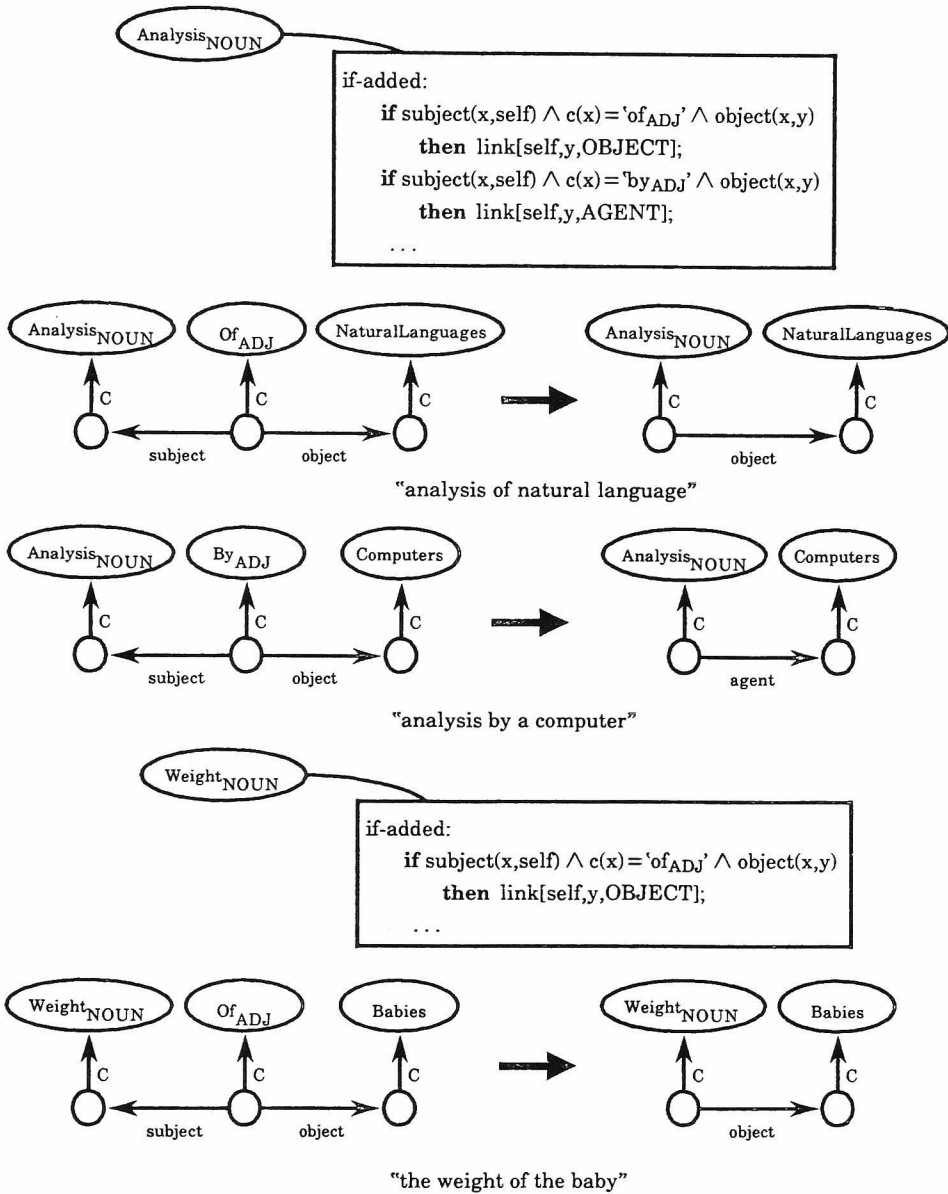 Analysis_NOUN
if-added:
if subject(x,self) ∧ c(x)=‘of_ADJ’ ∧ object(x,y)
then link[self,y,OBJECT];
if subject(x,self) ∧ c(x)=‘by_ADJ’ ∧ object(x,y)
then link[self,y,AGENT];
...
Analysis_NOUN Of_ADJ NaturalLanguages Analysis_NOUN NaturalLanguages
C C C C C
subject object object
“analysis of natural language”
Analysis_NOUN By_ADJ Computers Analysis_NOUN Computers
C C C C C
subject object agent
“analysis by a computer”
Weight_NOUN
if-added:
if subject(x,self) ∧ c(x)=‘of_ADJ’ ∧ object(x,y)
then link[self,y,OBJECT];
...
Weight_NOUN Of_ADJ Babies Weight_NOUN Babies
C C C C C
subject object object
“the weight of the baby”